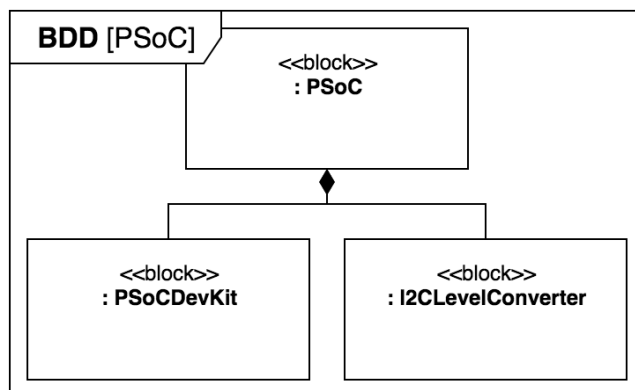 BDD [PSoC]
<<block>>
: PSoC
<<block>>
: PSoCDevKit
<<block>>
: I2CLevelConverter